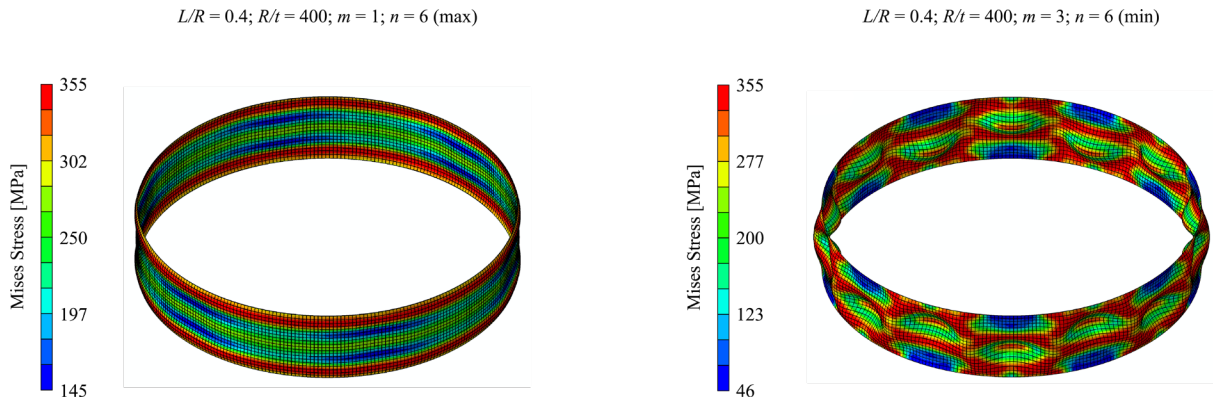 L/R = 0.4; R/t = 400; m = 1; n = 6 (max)
Mises Stress [MPa]
355
302
250
197
145
L/R = 0.4; R/t = 400; m = 3; n = 6 (min)
Mises Stress [MPa]
355
277
200
123
46